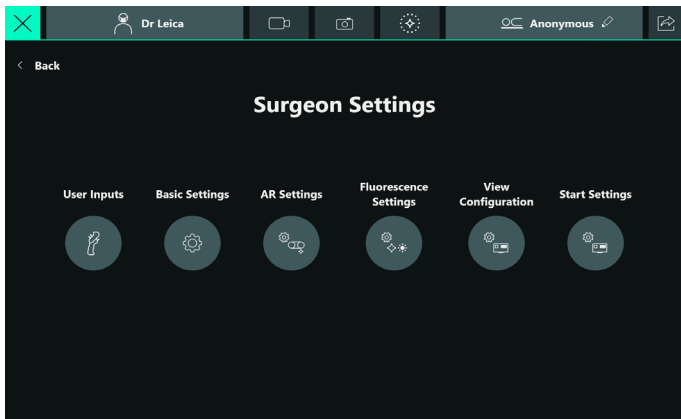 Dr Leica
Anonymous
Back
Surgeon Settings
User Inputs
Basic Settings
AR Settings
Fluorescence
Settings
View
Configuration
Start Settings